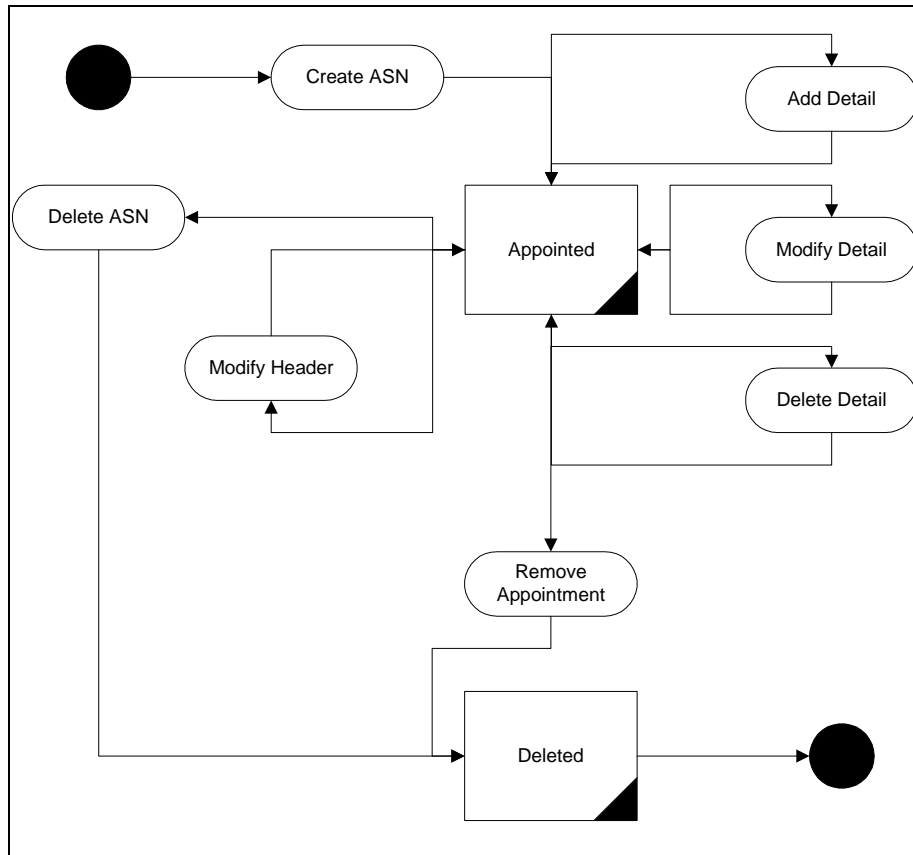 Create ASN
Add Detail
Delete ASN
Appointed
Modify Detail
Modify Header
Delete Detail
Remove
Appointment
Deleted